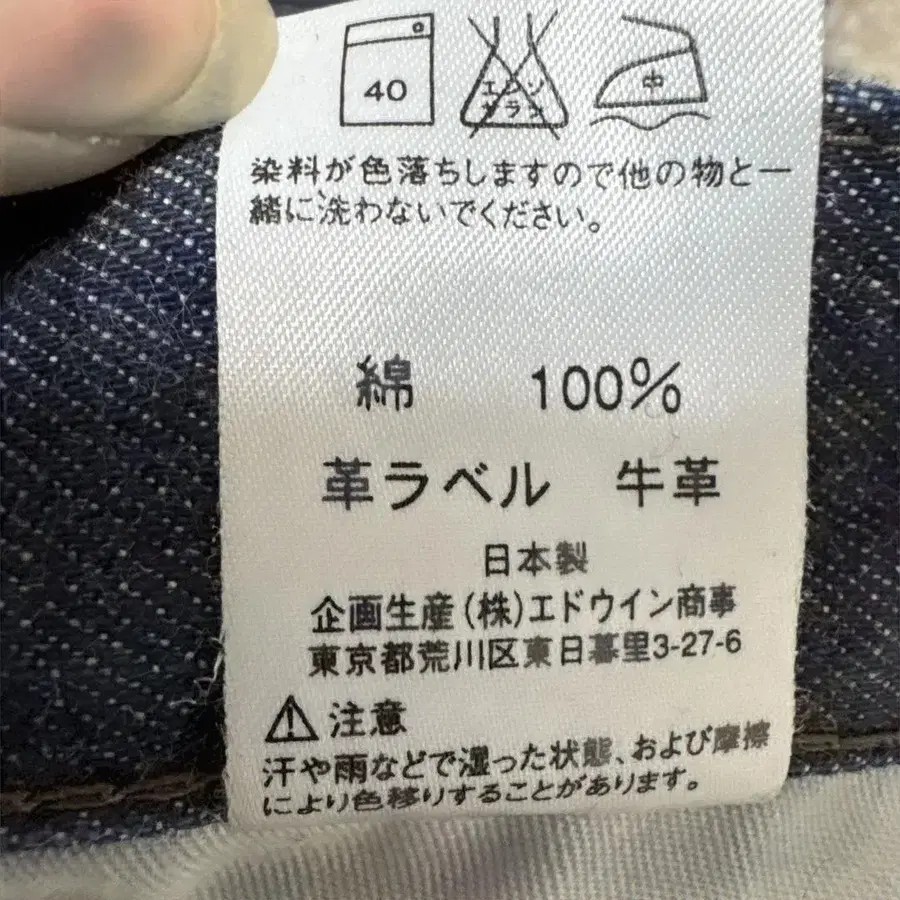 40
エンソ
サラシ
中
染料が色落ちしますので他の物と一
緒に洗わないでください。
綿 100%
革ラベル 牛革
日本製
企画生産(株)エドウイン商事
東京都荒川区東日暮里3-27-6
注意
汗や雨などで湿った状態、および摩擦
により色移りすることがあります。